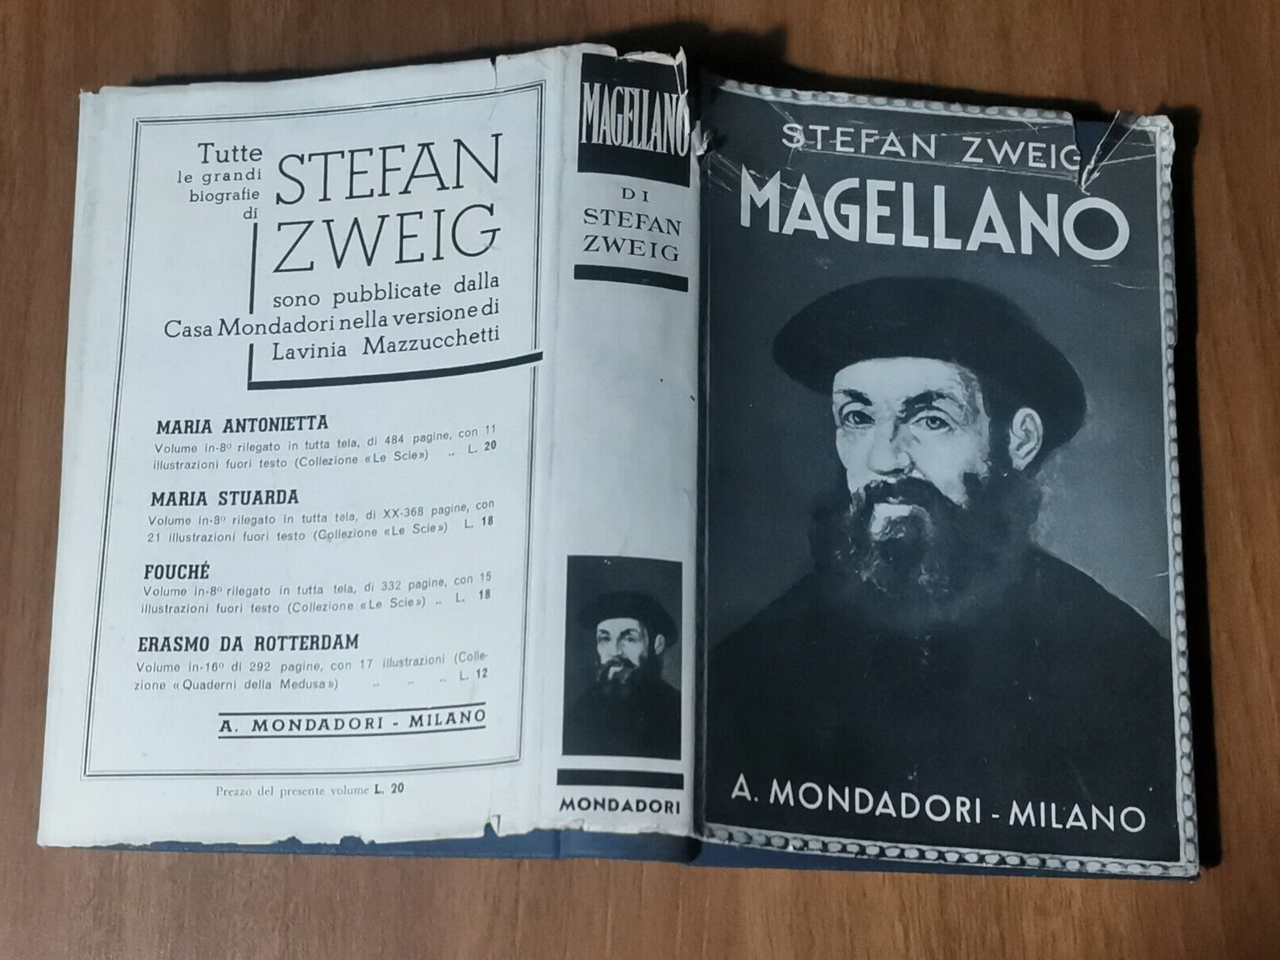 Tutte
le grandi
biografie
di
STEFAN
ZWEIG
sono pubblicate dalla
Casa Mondadori nella versione di
Lavinia Mazzucchetti
MARIA ANTONIETTA
Volume in-8º rilegato in tutta tela, di 484 pagine, con 11
illustrazioni fuori testo (Collezione «Le Scie») .. L. 20
MARIA STUARDA
Volume in-8º rilegato in tutta tela, di XX-368 pagine, con
21 illustrazioni fuori testo (Collezione «Le Scie») L. 18
FOUCHÉ
Volume in-8º rilegato in tutta tela, di 332 pagine, con 15
illustrazioni fuori testo (Collezione «Le Scie») .. L. 18
ERASMO DA ROTTERDAM
Volume in-16º di 292 pagine, con 17 illustrazioni (Colle-
zione «Quaderni della Medusa») .. .. .. L. 12
A. MONDADORI - MILANO
Prezzo del presente volume L. 20
MAGELLANO
DI
STEFAN
ZWEIG
MONDADORI
STEFAN ZWEIG
MAGELLANO
A. MONDADORI - MILANO